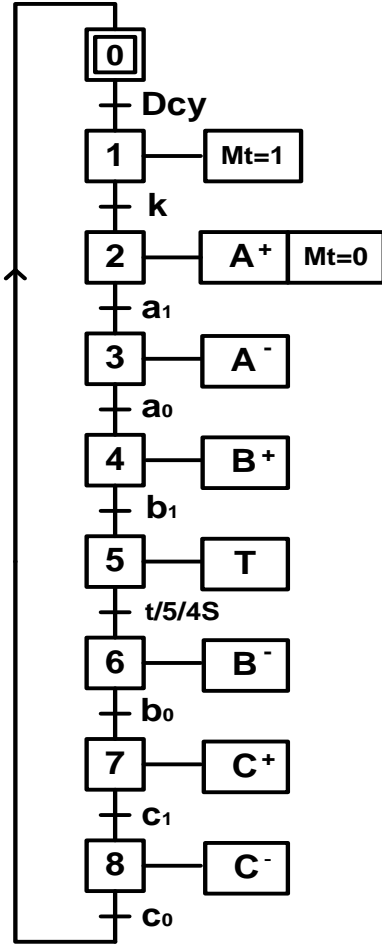 0
Dcy
1 Mt=1
k
2 A⁺ Mt=0
a₁
3 A⁻
a₀
4 B⁺
b₁
5 T
t/5/4S
6 B⁻
b₀
7 C⁺
c₁
8 C⁻
c₀